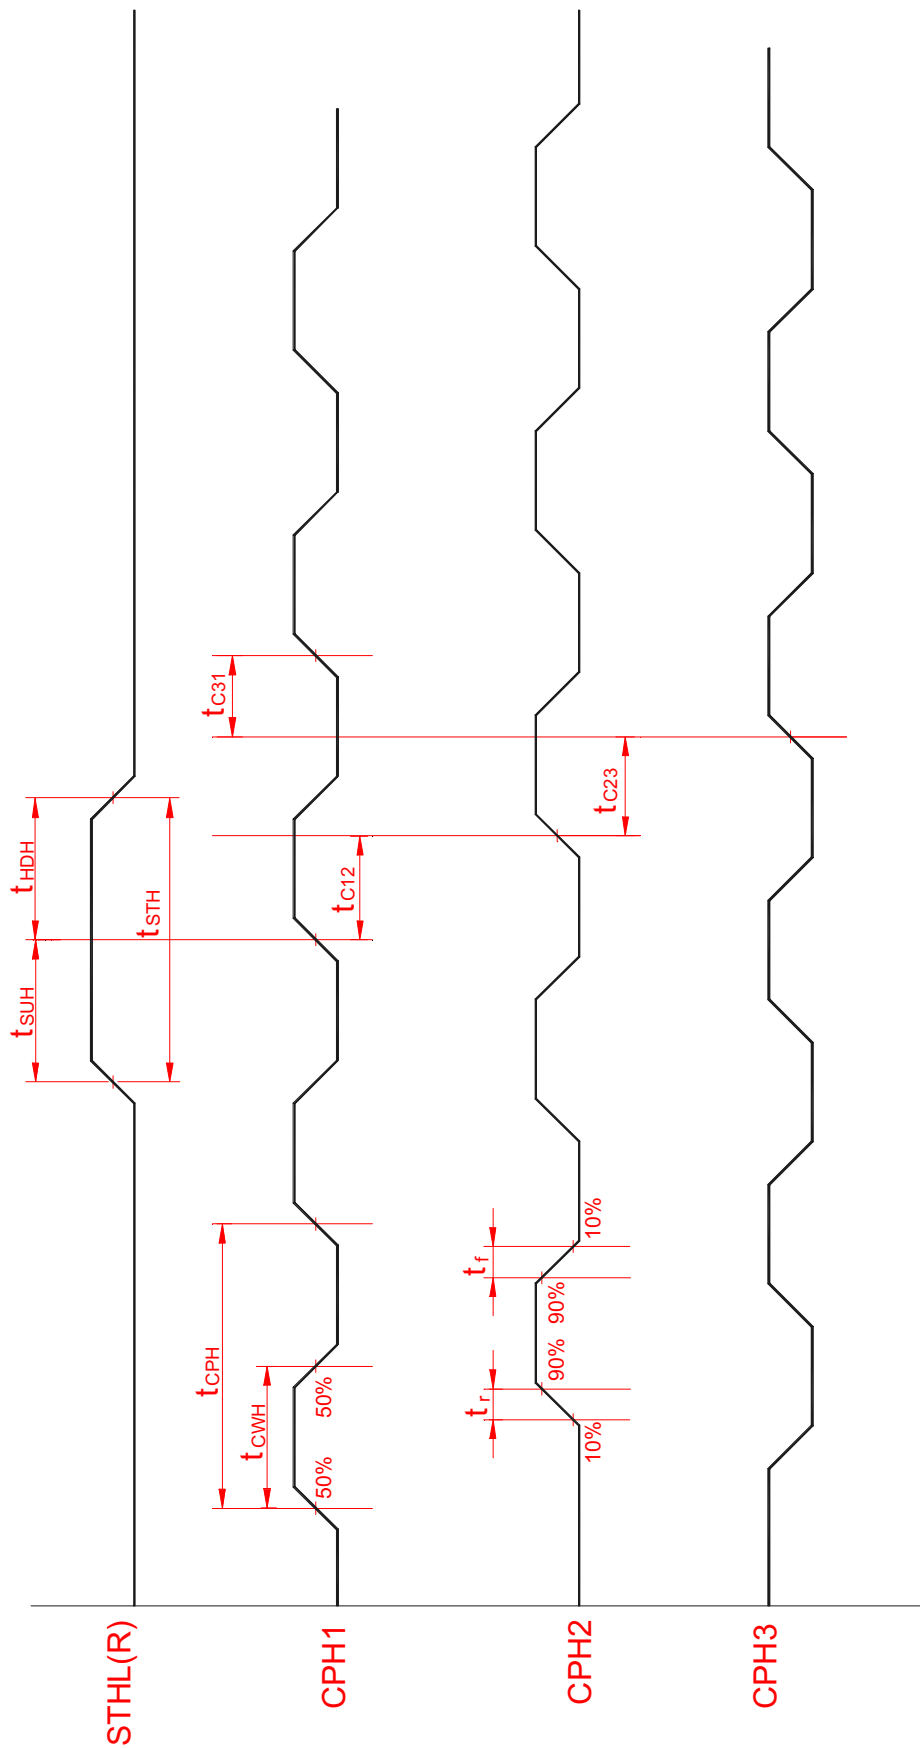 STHL(R)
tSUH
tHDH
tSTH
CPH1
tCPH
tCWH
50%
50%
tC12
tC31
CPH2
tr
tf
10%
90%
90%
10%
tC23
CPH3